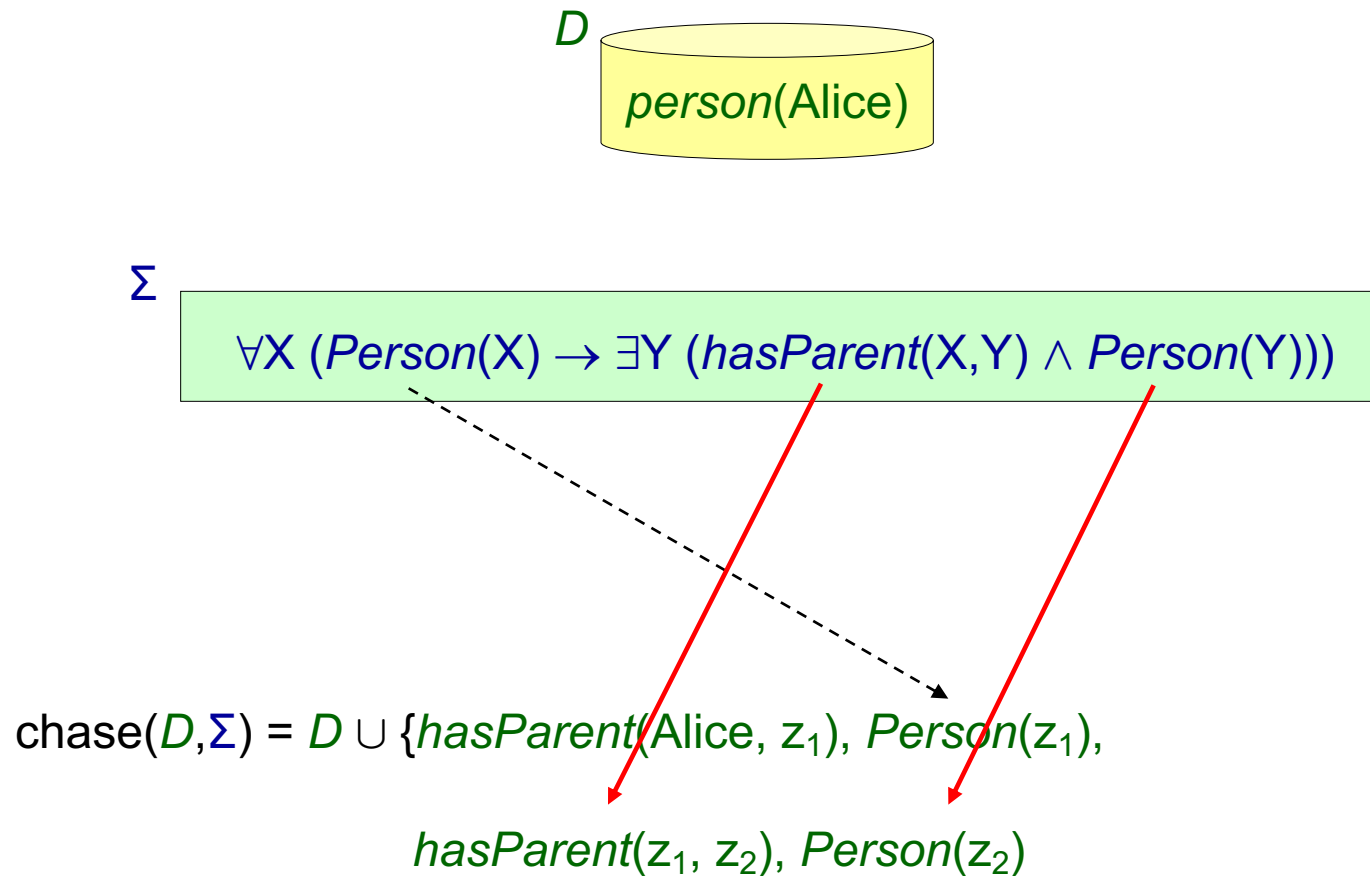 D
person(Alice)
Σ
∀X (Person(X) → ∃Y (hasParent(X,Y) ∧ Person(Y)))
chase(D,Σ) = D ∪ {hasParent(Alice, z₁), Person(z₁),
hasParent(z₁, z₂), Person(z₂)